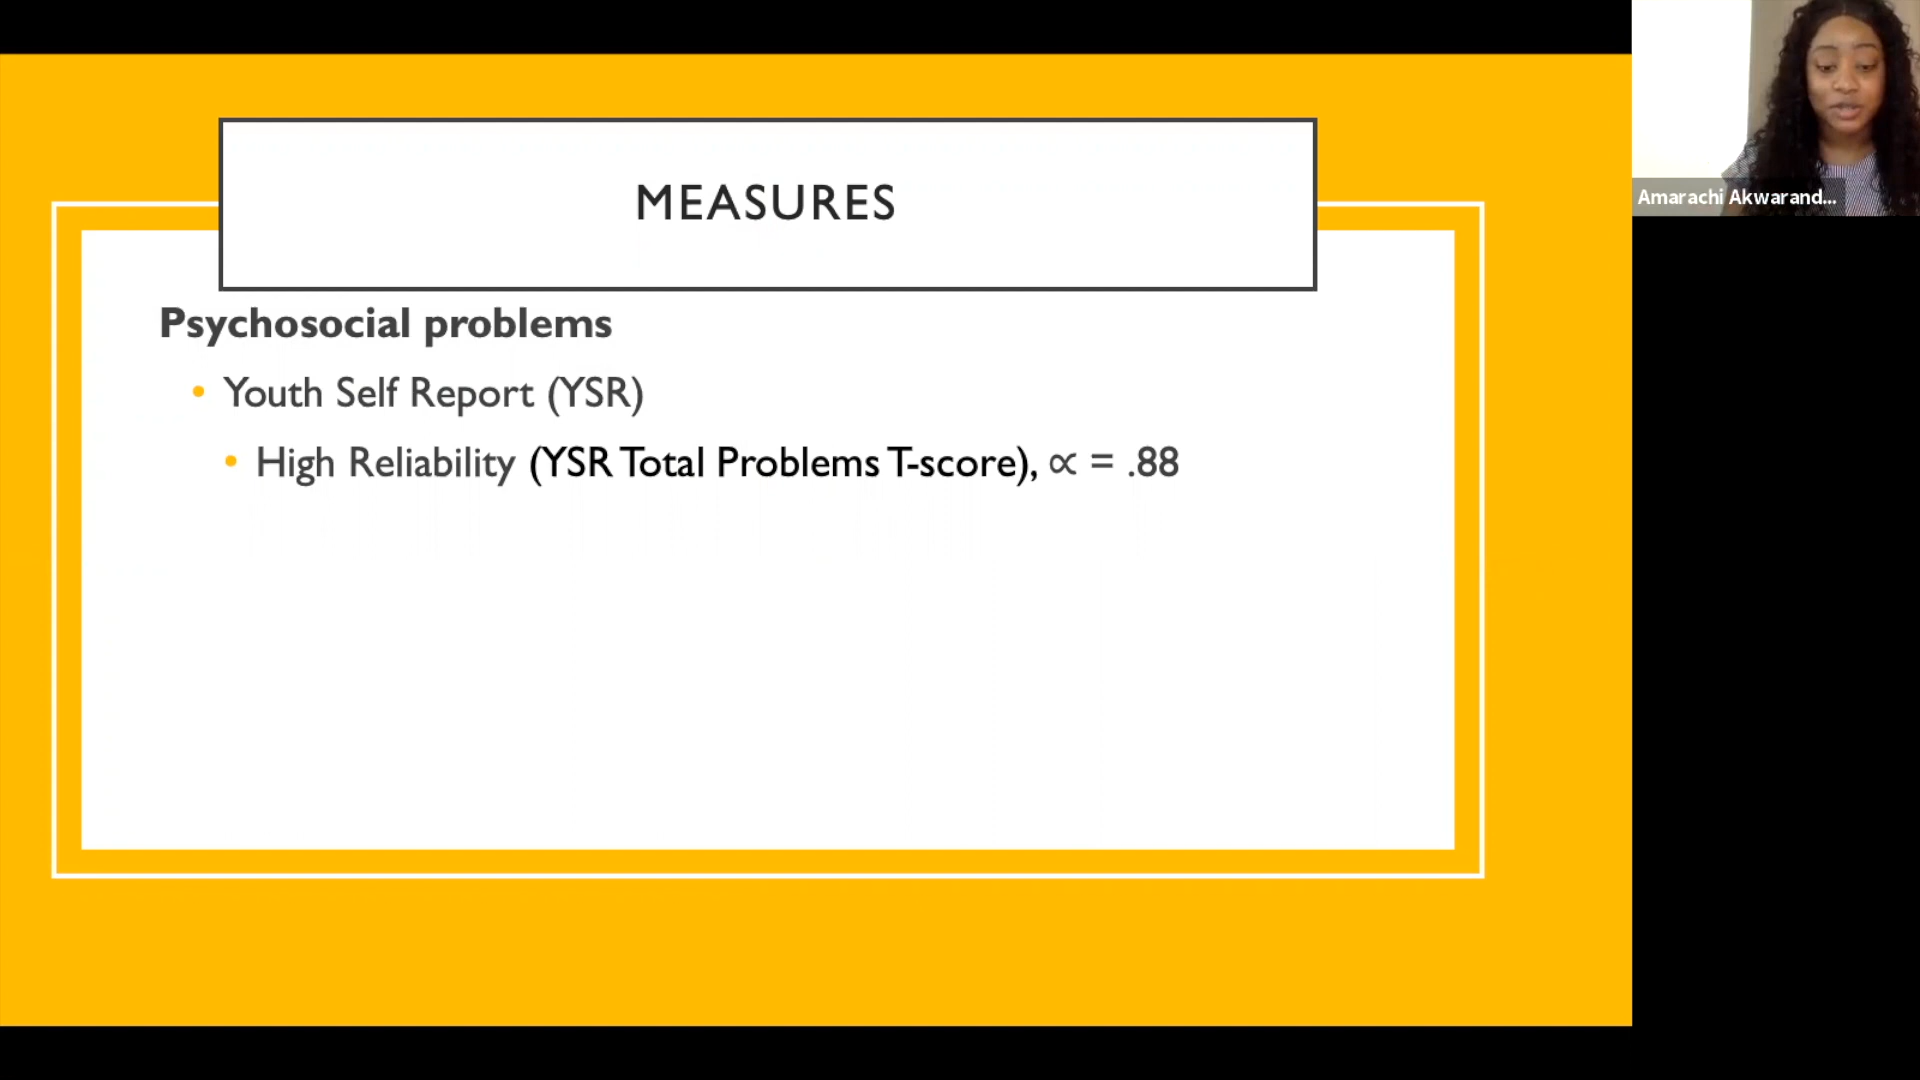 MEASURES
Psychosocial problems
• Youth Self Report (YSR)
• High Reliability (YSR Total Problems T-score), ∝ = .88
Amarachi Akwarand...